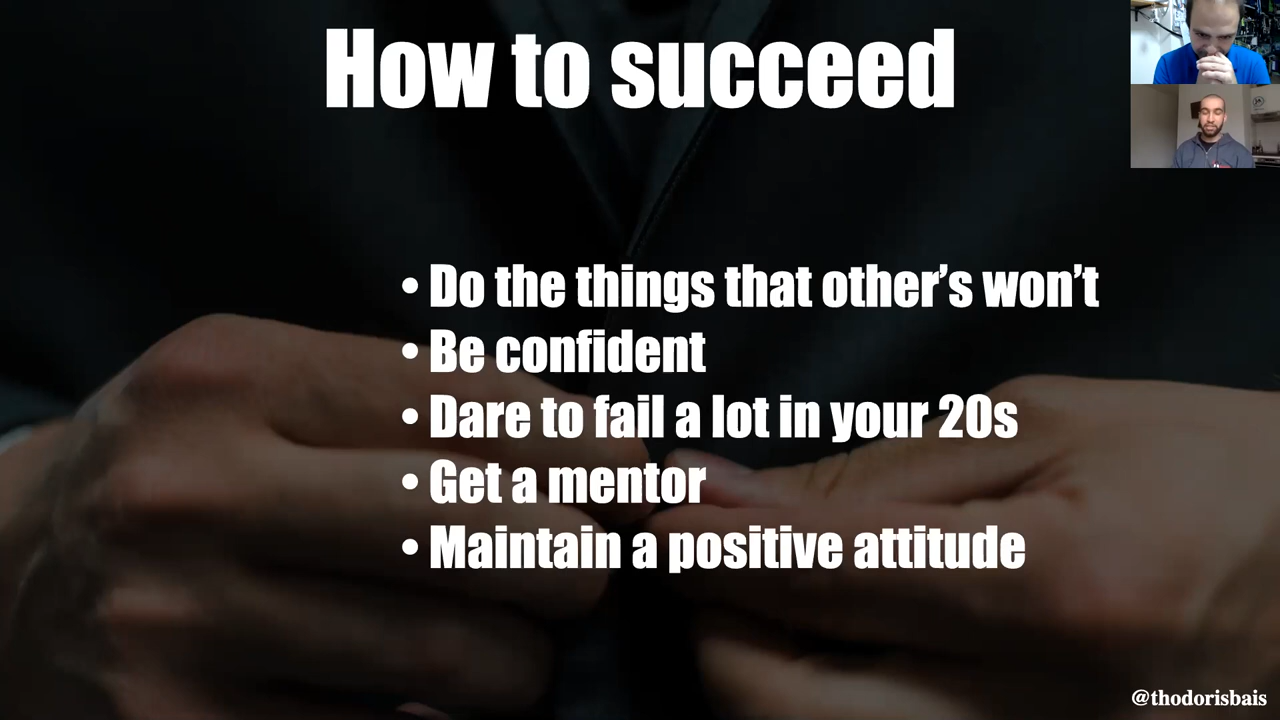 How to succeed
• Do the things that other’s won’t
• Be confident
• Dare to fail a lot in your 20s
• Get a mentor
• Maintain a positive attitude
@thodorisbais